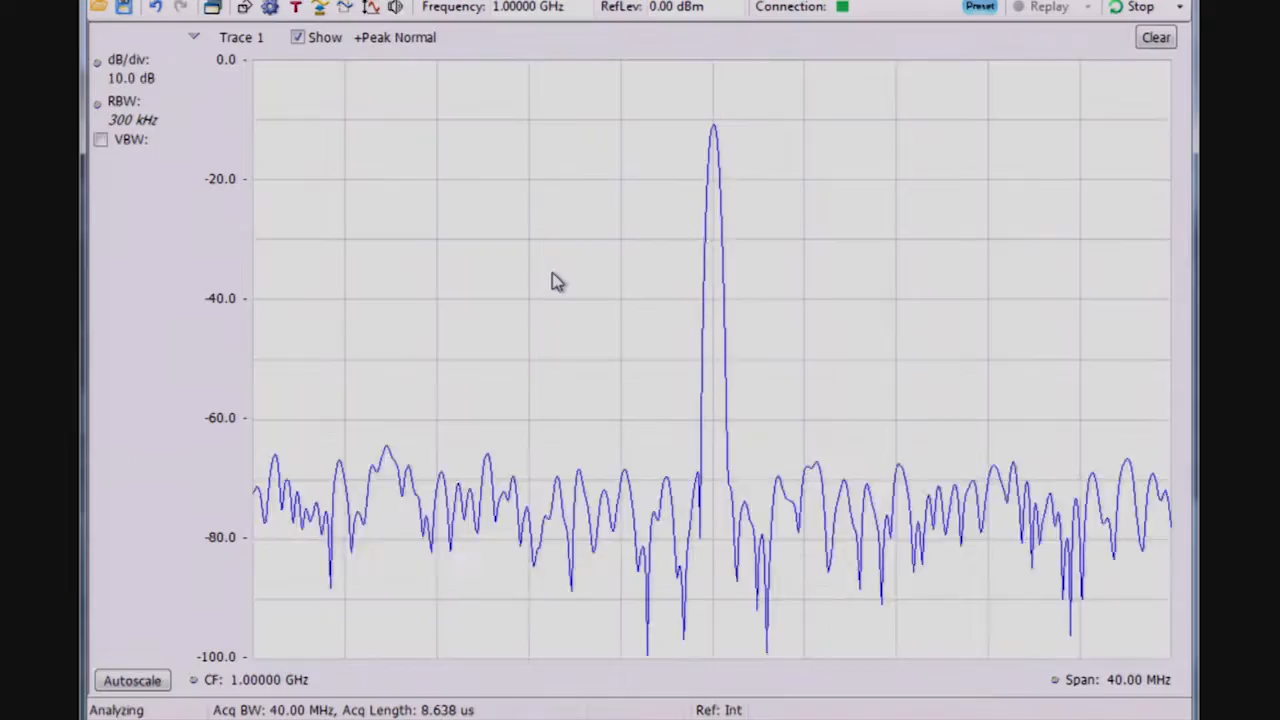 Frequency: 1.00000 GHz RefLev: 0.00 dBm Connection: Preset Replay Stop
Trace 1 Show +Peak Normal Clear
dB/div:
10.0 dB
RBW:
300 kHz
VBW:
0.0
-20.0
-40.0
-60.0
-80.0
-100.0
Autoscale CF: 1.00000 GHz Span: 40.00 MHz
Analyzing Acq BW: 40.00 MHz, Acq Length: 8.638 us Ref: Int